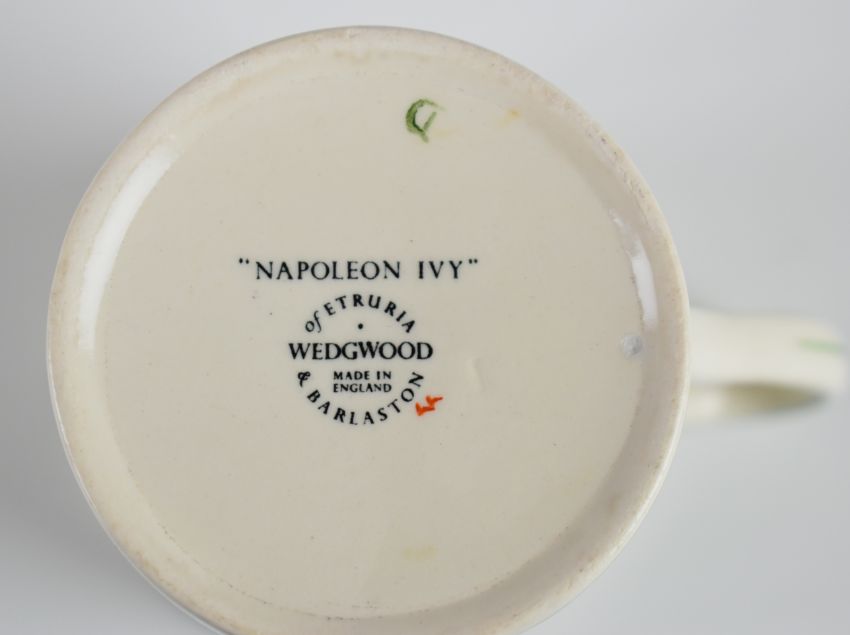 "NAPOLEON IVY"
of ETRURIA
WEDGWOOD
MADE IN
ENGLAND
& BARLASTON